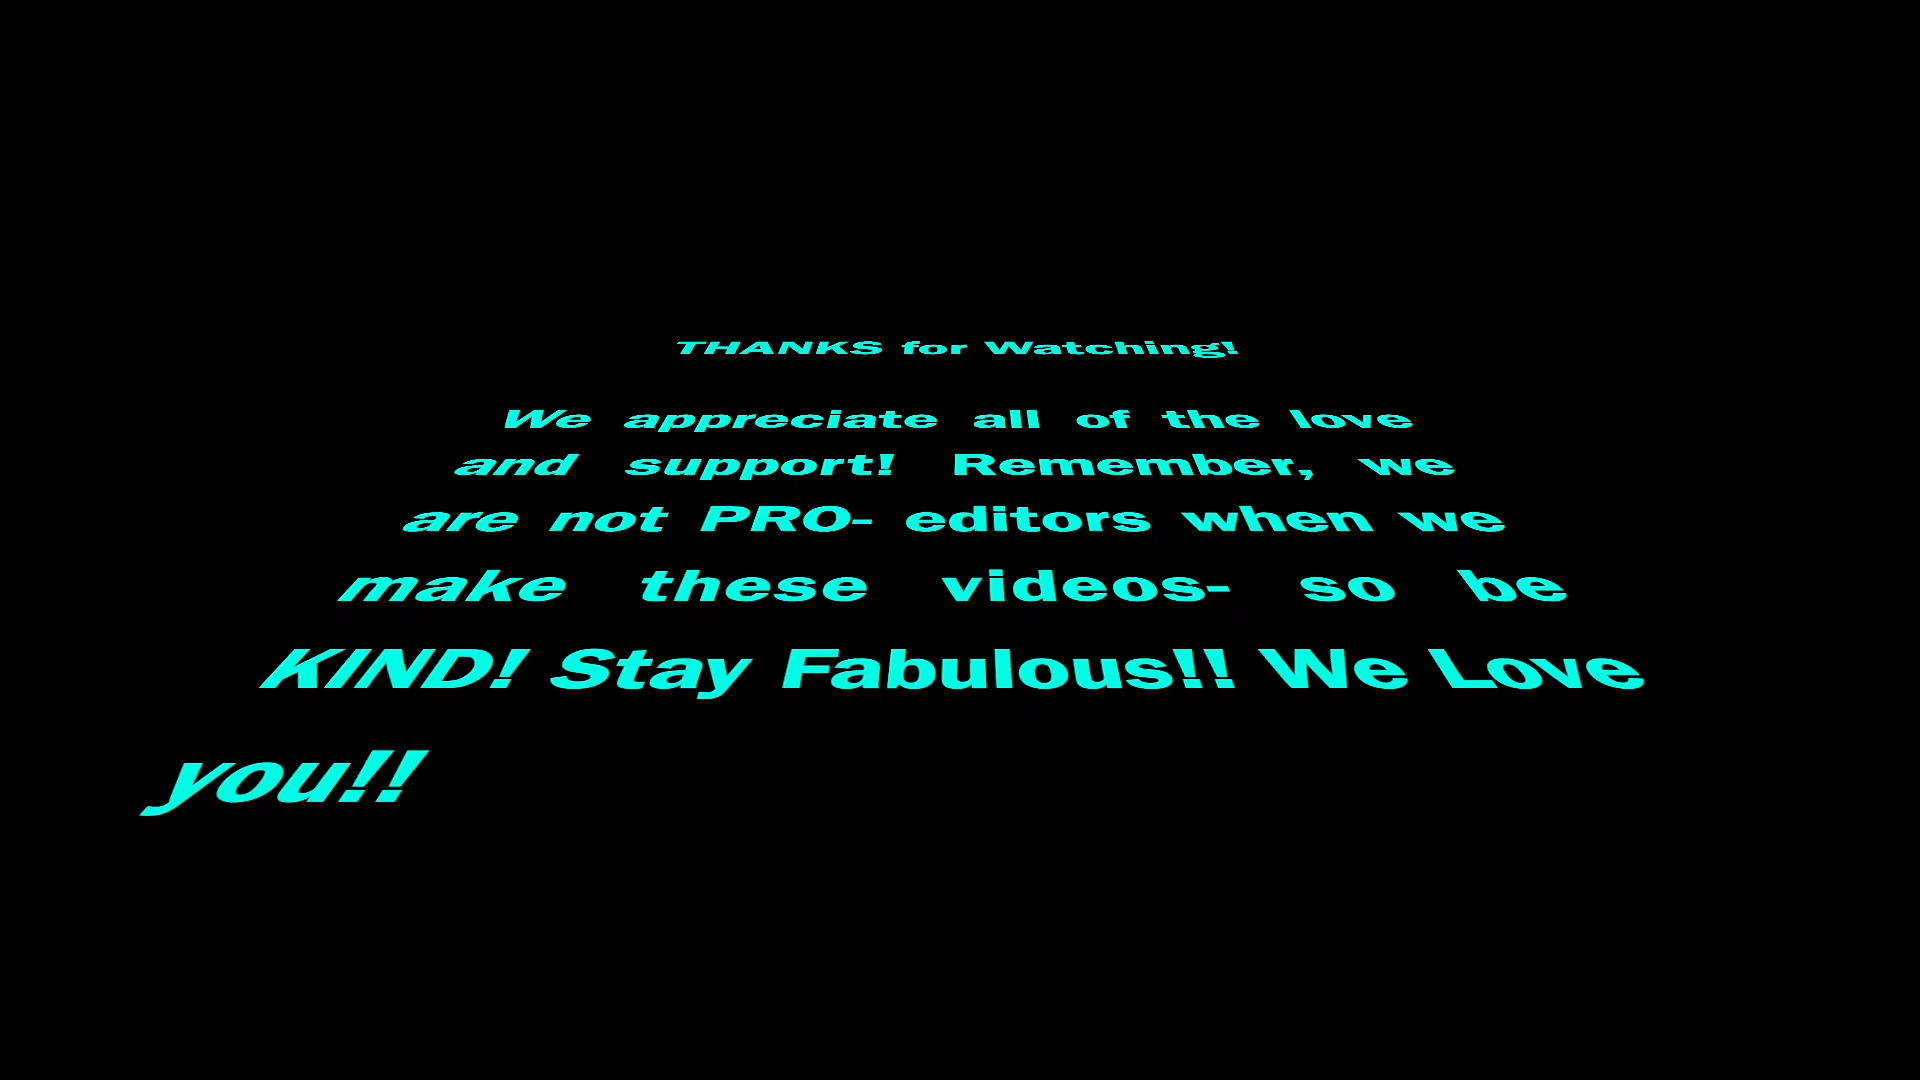 THANKS for Watching!
We appreciate all of the love
and support! Remember, we
are not PRO- editors when we
make these videos- so be
KIND! Stay Fabulous!! We Love
you!!